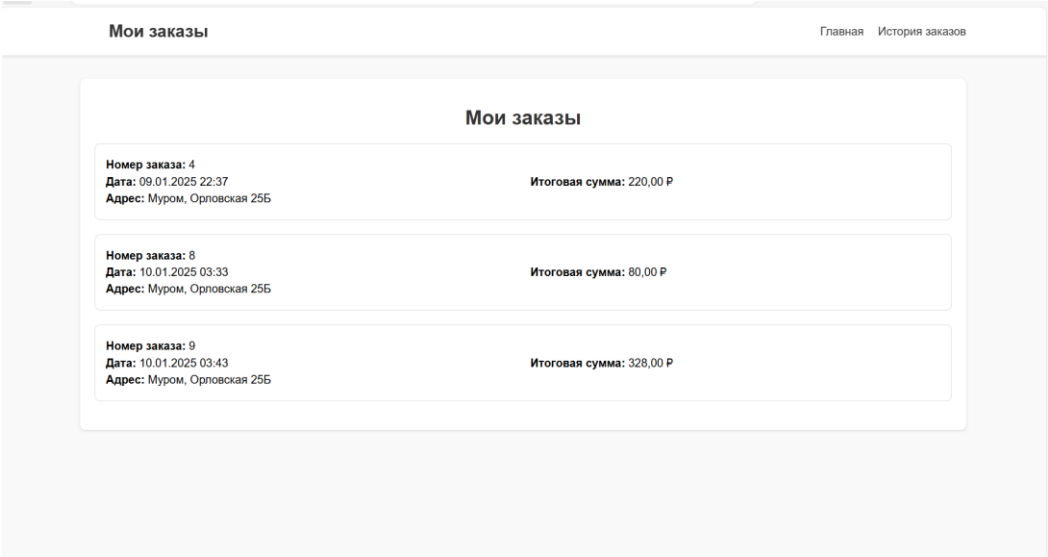 Мои заказы
Главная История заказов
Мои заказы
Номер заказа: 4
Дата: 09.01.2025 22:37
Адрес: Муром, Орловская 25Б
Итоговая сумма: 220,00 ₽
Номер заказа: 8
Дата: 10.01.2025 03:33
Адрес: Муром, Орловская 25Б
Итоговая сумма: 80,00 ₽
Номер заказа: 9
Дата: 10.01.2025 03:43
Адрес: Муром, Орловская 25Б
Итоговая сумма: 328,00 ₽